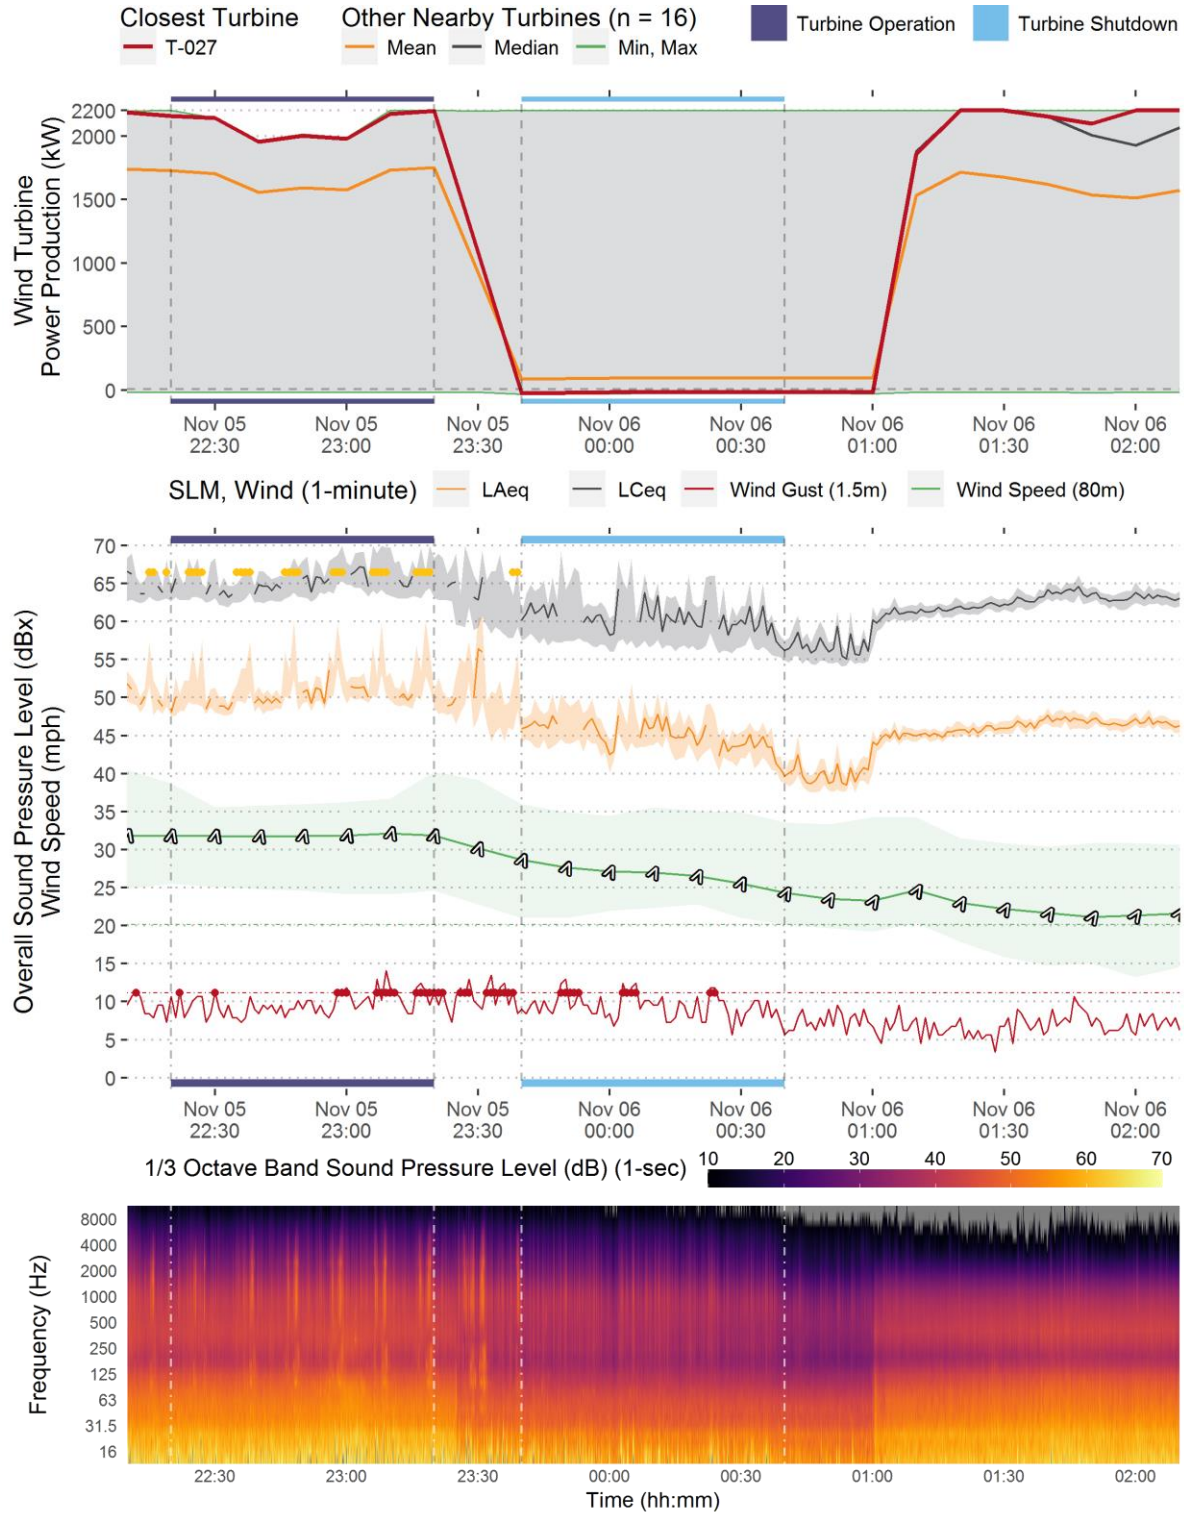 Closest Turbine
Other Nearby Turbines (n = 16)
Turbine Operation
Turbine Shutdown
T-027
Mean
Median
Min, Max
Wind Turbine
Power Production (kW)
2200
2000
1500
1000
500
0
Nov 05 Nov 05 Nov 05 Nov 06 Nov 06 Nov 06 Nov 06 Nov 06
22:30 23:00 23:30 00:00 00:30 01:00 01:30 02:00
SLM, Wind (1-minute)
LAeq
LCeq
Wind Gust (1.5m)
Wind Speed (80m)
Overall Sound Pressure Level (dBx)
Wind Speed (mph)
70
65
60
55
50
45
40
35
30
25
20
15
10
5
0
Nov 05 Nov 05 Nov 05 Nov 06 Nov 06 Nov 06 Nov 06 Nov 06
22:30 23:00 23:30 00:00 00:30 01:00 01:30 02:00
1/3 Octave Band Sound Pressure Level (dB) (1-sec)
10 20 30 40 50 60 70
Frequency (Hz)
8000
4000
2000
1000
500
250
125
63
31.5
16
22:30 23:00 23:30 00:00 00:30 01:00 01:30 02:00
Time (hh:mm)